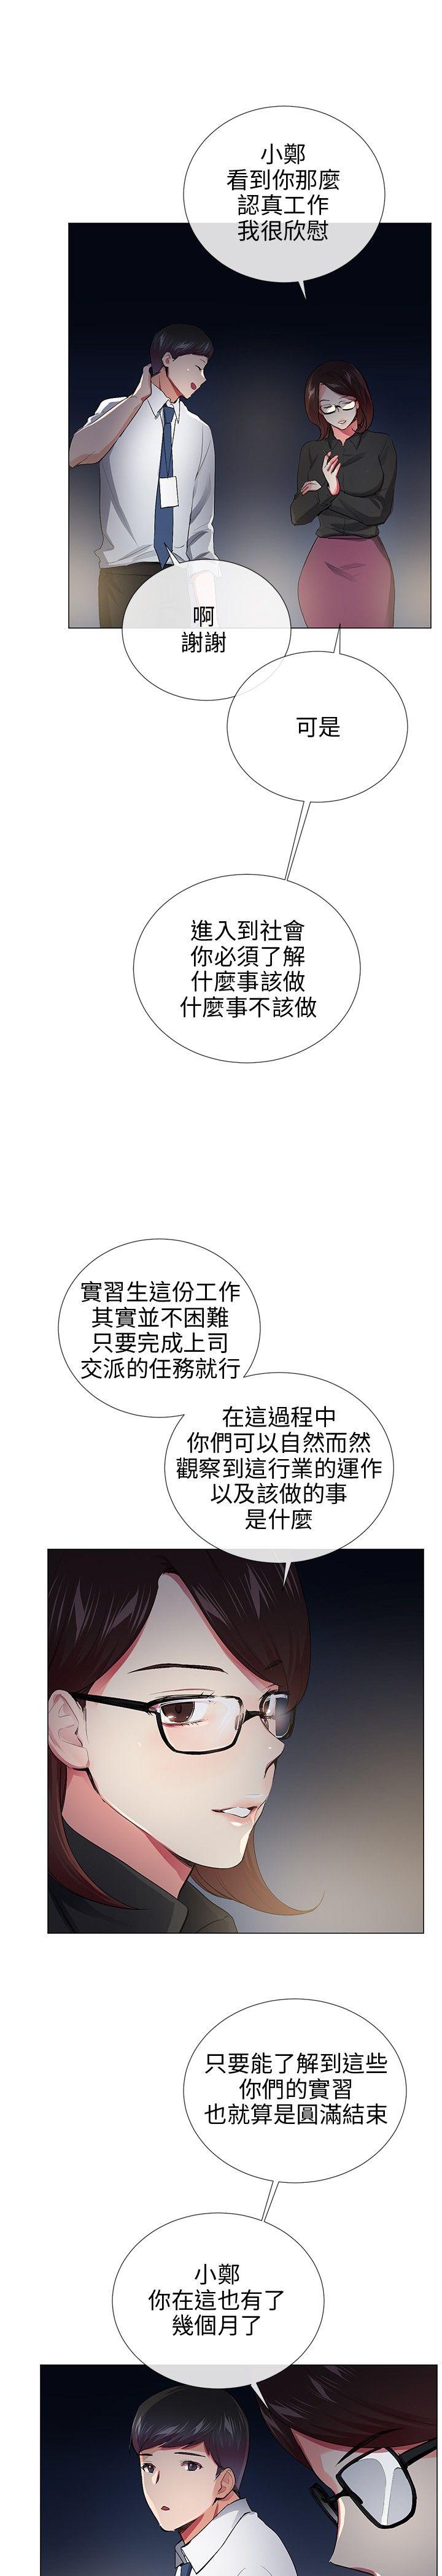 小鄭
看到你那麼
認真工作
我很欣慰
啊
謝謝
可是
進入到社會
你必須了解
什麼事該做
什麼事不該做
實習生這份工作
其實並不困難
只要完成上司
交派的任務就行
在這過程中
你們可以自然而然
觀察到這行業的運作
以及該做的事
是什麼
只要能了解到這些
你們的實習
也就算是圓滿結束
小鄭
你在這也有了
幾個月了